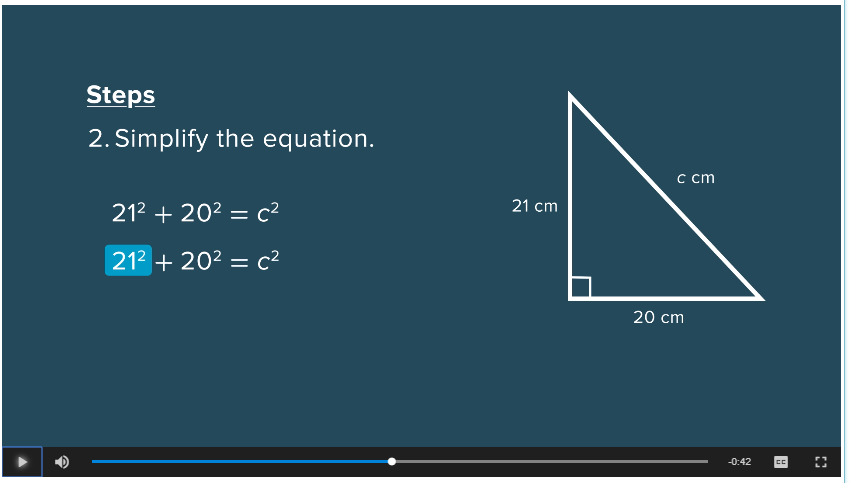 Steps
2. Simplify the equation.
21² + 20² = c²
21² + 20² = c²
c cm
21 cm
20 cm
-0:42
CC